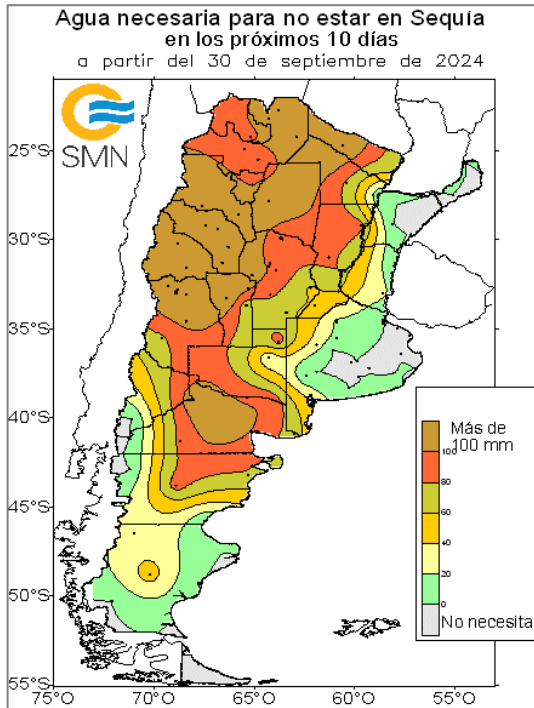 Agua necesaria para no estar en Sequía
en los próximos 10 días
a partir del 30 de septiembre de 2024
SMN
25°S
30°S
35°S
40°S
45°S
50°S
55°S
75°O
70°O
65°O
60°O
55°O
Más de
100 mm
100
80
60
40
20
0
No necesita